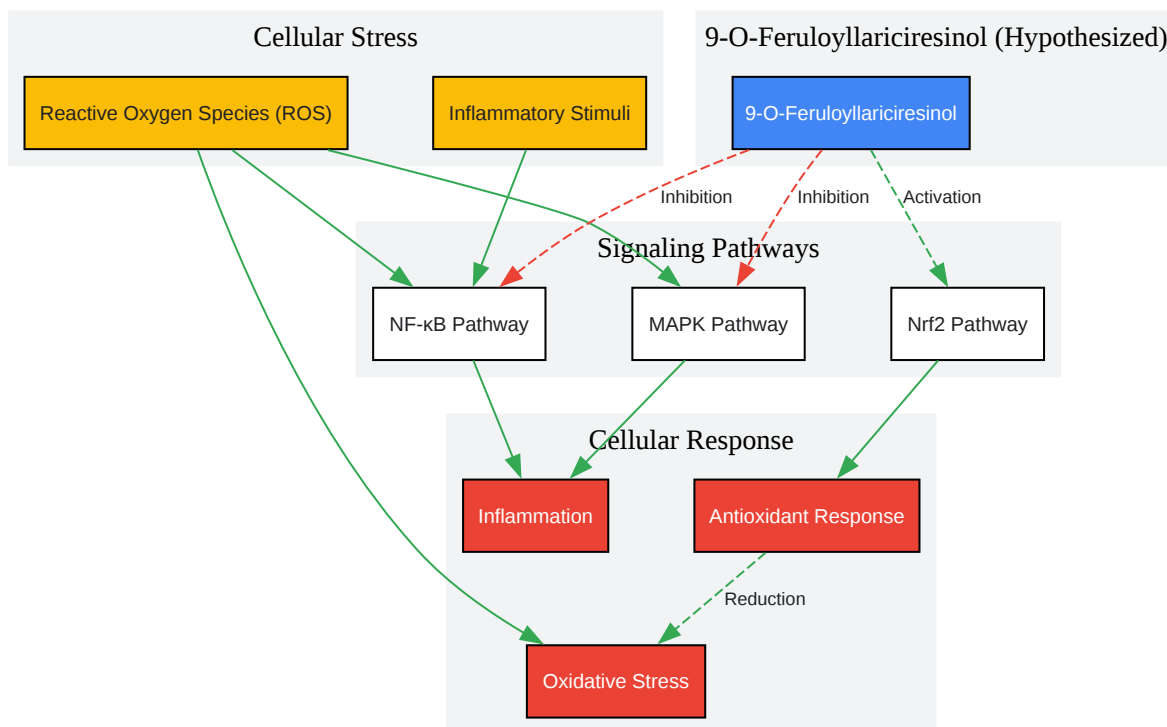 Cellular Stress
9-O-Feruloyllariciresinol (Hypothesized)
Reactive Oxygen Species (ROS)
Inflammatory Stimuli
9-O-Feruloyllariciresinol
Inhibition
Inhibition
Activation
Signaling Pathways
NF-κB Pathway
MAPK Pathway
Nrf2 Pathway
Cellular Response
Inflammation
Antioxidant Response
Reduction
Oxidative Stress